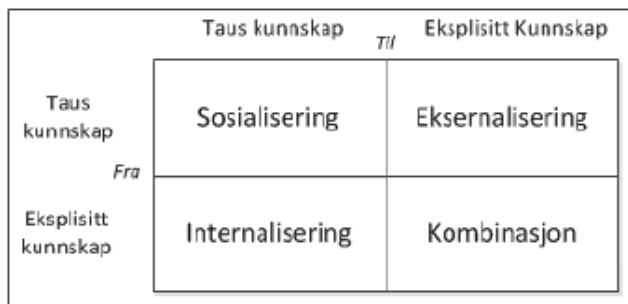 Taus kunnskap
Til
Eksplisitt Kunnskap
Taus
kunnskap
Sosialisering
Eksernalisering
Fra
Eksplisitt
kunnskap
Internalisering
Kombinasjon